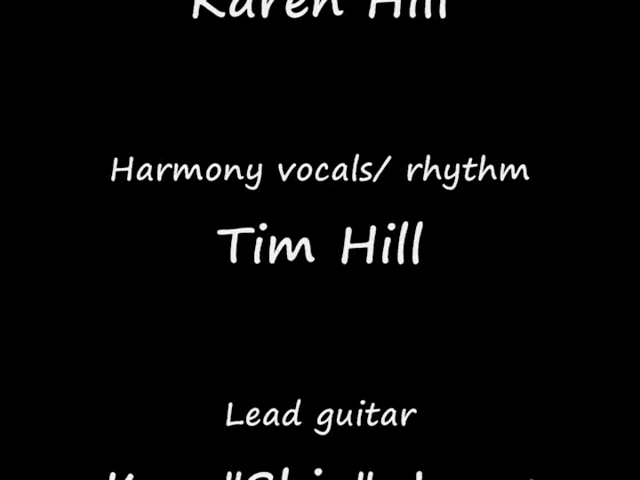 Karen Hill
Harmony vocals/ rhythm
Tim Hill
Lead guitar